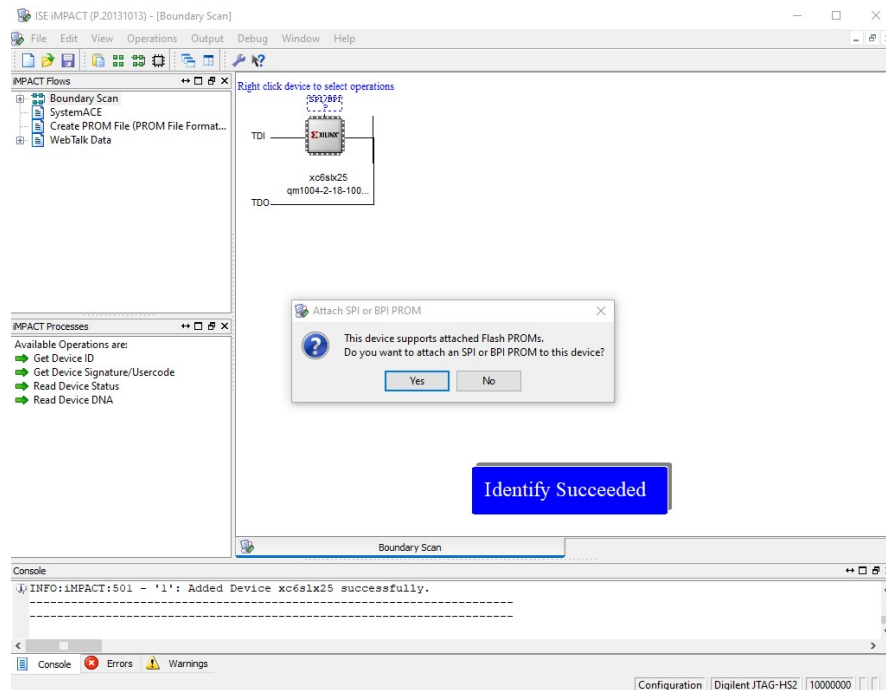 ISE iMPACT (P.20131013) - [Boundary Scan]
File Edit View Operations Output Debug Window Help
iMPACT Flows
Boundary Scan
SystemACE
Create PROM File (PROM File Format...
WebTalk Data
Right click device to select operations
SPI/BPI
?
TDI
XILINX
xc6slx25
qm1004-2-18-100...
TDO
Attach SPI or BPI PROM
This device supports attached Flash PROMs.
Do you want to attach an SPI or BPI PROM to this device?
Yes No
iMPACT Processes
Available Operations are:
Get Device ID
Get Device Signature/Usercode
Read Device Status
Read Device DNA
Identify Succeeded
Boundary Scan
Console
INFO:iMPACT:501 - '1': Added Device xc6slx25 successfully.
----------------------------------------------------------------------
----------------------------------------------------------------------
Console Errors Warnings
Configuration Digilent JTAG-HS2 10000000